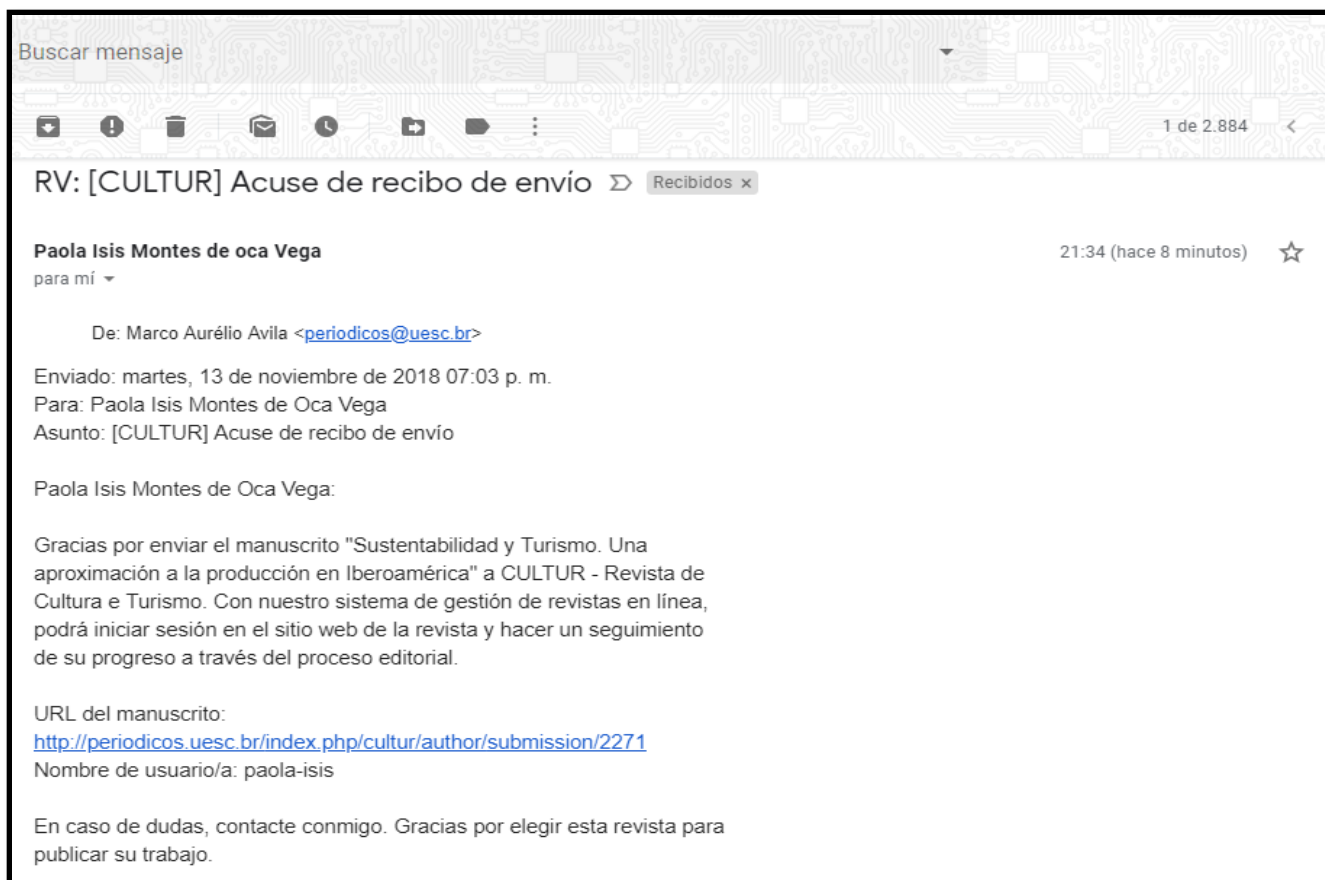 Buscar mensaje
1 de 2.884
RV: [CULTUR] Acuse de recibo de envío Recibidos x
Paola Isis Montes de oca Vega 21:34 (hace 8 minutos)
para mí
De: Marco Aurélio Avila <periodicos@uesc.br>
Enviado: martes, 13 de noviembre de 2018 07:03 p. m.
Para: Paola Isis Montes de Oca Vega
Asunto: [CULTUR] Acuse de recibo de envío
Paola Isis Montes de Oca Vega:
Gracias por enviar el manuscrito "Sustentabilidad y Turismo. Una
aproximación a la producción en Iberoamérica" a CULTUR - Revista de
Cultura e Turismo. Con nuestro sistema de gestión de revistas en línea,
podrá iniciar sesión en el sitio web de la revista y hacer un seguimiento
de su progreso a través del proceso editorial.
URL del manuscrito:
http://periodicos.uesc.br/index.php/cultur/author/submission/2271
Nombre de usuario/a: paola-isis
En caso de dudas, contacte conmigo. Gracias por elegir esta revista para
publicar su trabajo.